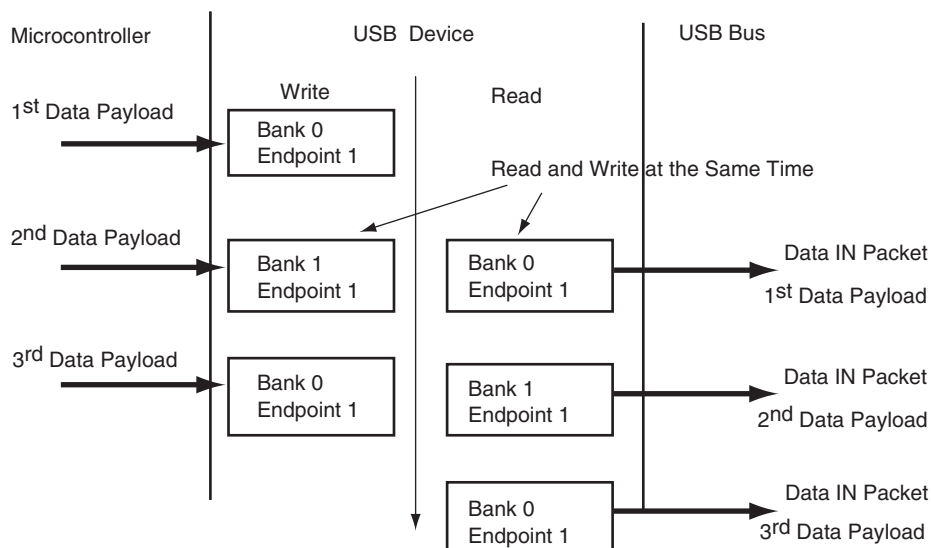 Microcontroller
USB Device
USB Bus
Write
Read
1st Data Payload
Bank 0
Endpoint 1
Read and Write at the Same Time
2nd Data Payload
Bank 1
Endpoint 1
Bank 0
Endpoint 1
Data IN Packet
1st Data Payload
3rd Data Payload
Bank 0
Endpoint 1
Bank 1
Endpoint 1
Data IN Packet
2nd Data Payload
Bank 0
Endpoint 1
Data IN Packet
3rd Data Payload